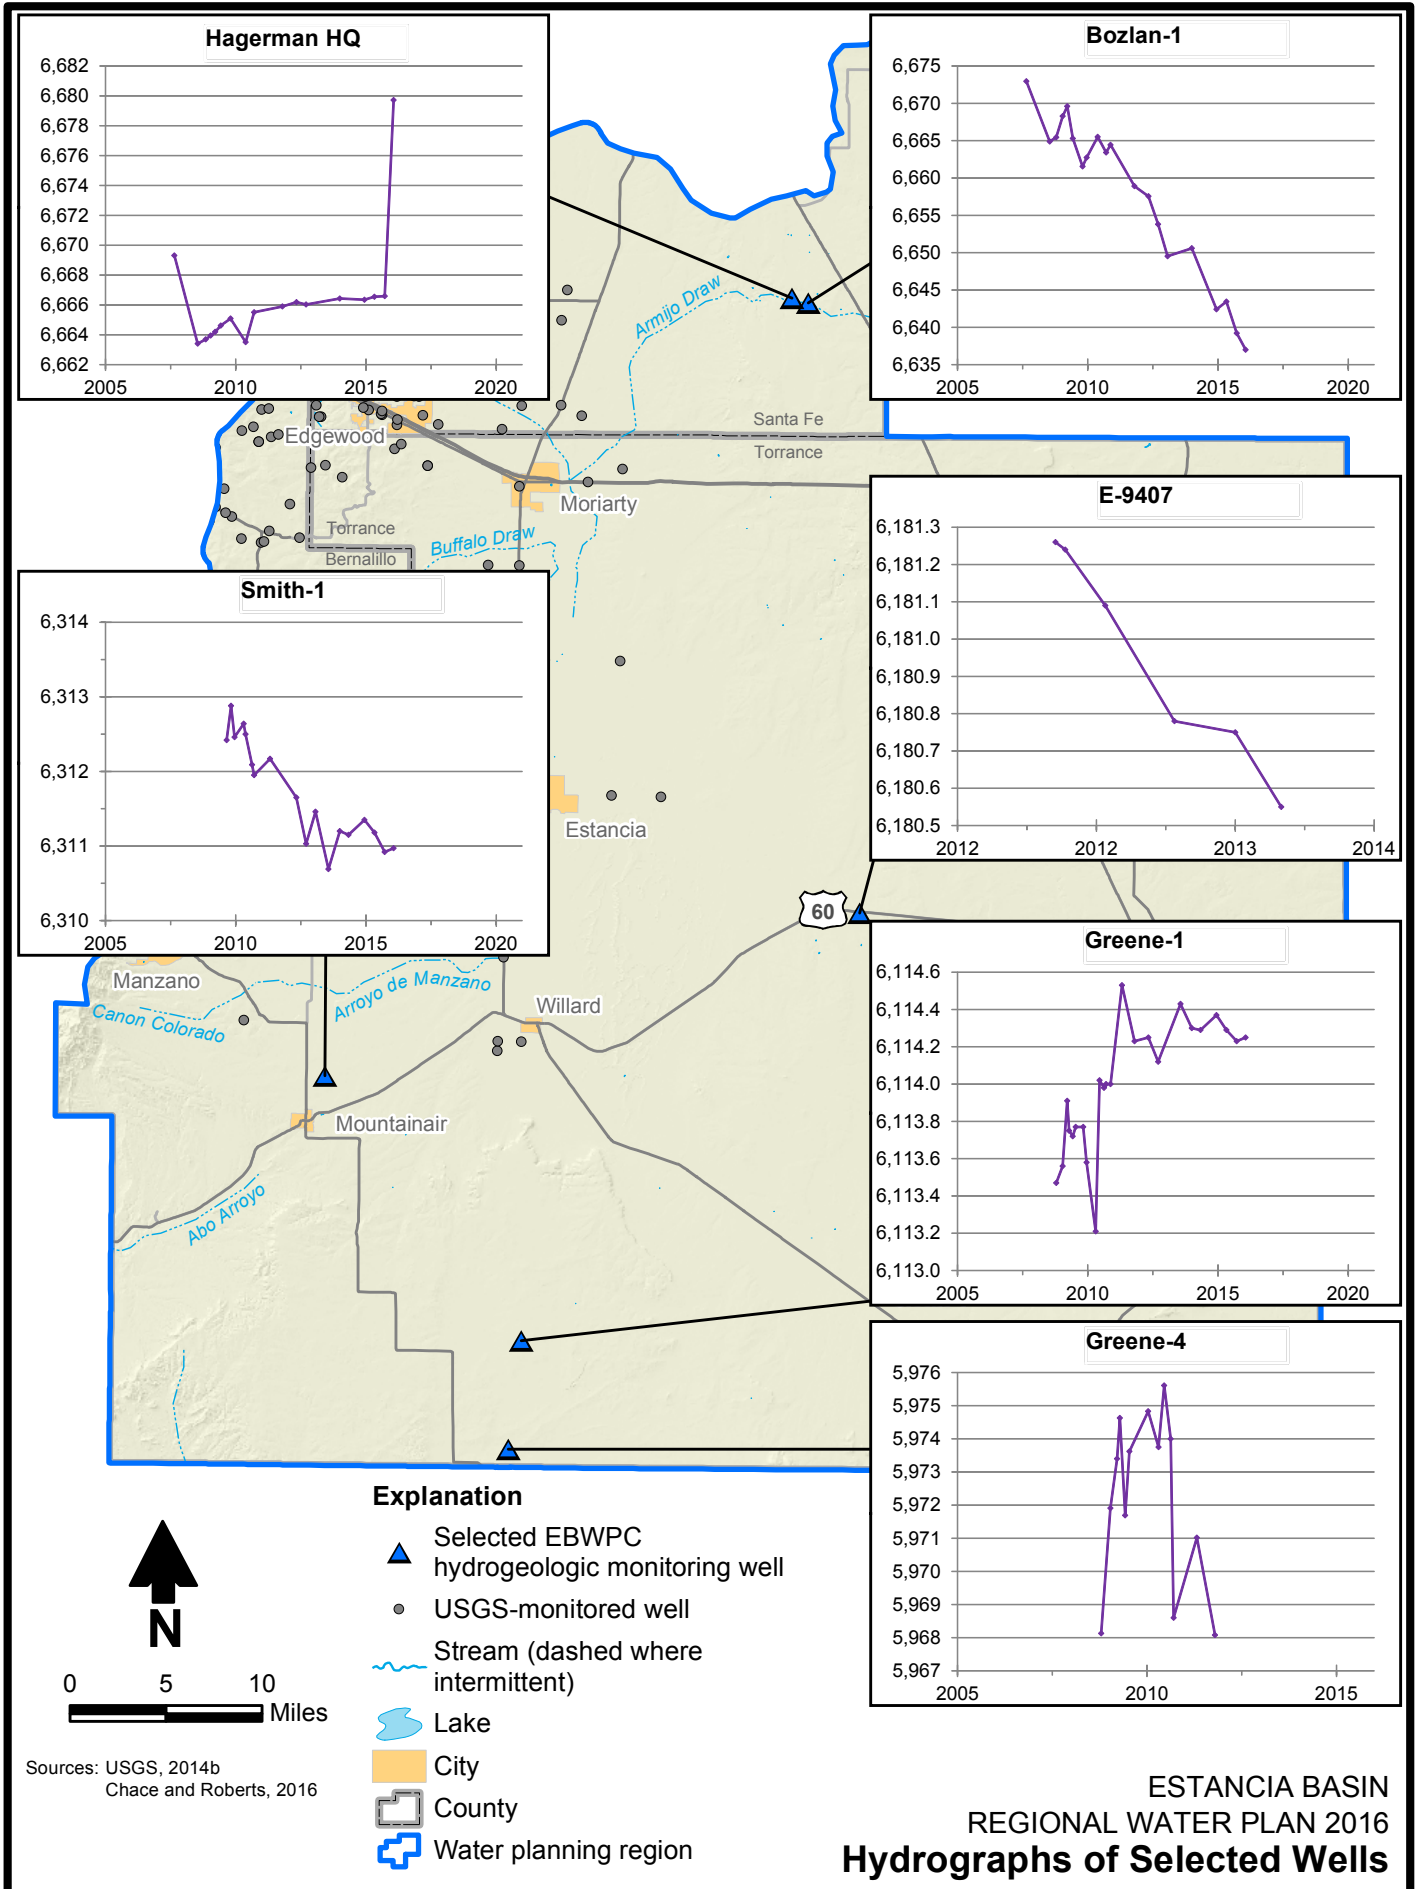 Hagerman HQ
6,682
6,680
6,678
6,676
6,674
6,672
6,670
6,668
6,666
6,664
6,662
2005 2010 2015 2020
Bozlan-1
6,675
6,670
6,665
6,660
6,655
6,650
6,645
6,640
6,635
2005 2010 2015 2020
Armijo Draw
Santa Fe
Torrance
Edgewood
Moriarty
Torrance
Bernalillo
Buffalo Draw
E-9407
6,181.3
6,181.2
6,181.1
6,181.0
6,180.9
6,180.8
6,180.7
6,180.6
6,180.5
2012 2012 2013 2014
Smith-1
6,314
6,313
6,312
6,311
6,310
2005 2010 2015 2020
Estancia
60
Greene-1
6,114.6
6,114.4
6,114.2
6,114.0
6,113.8
6,113.6
6,113.4
6,113.2
6,113.0
2005 2010 2015 2020
Manzano
Canon Colorado
Arroyo de Manzano
Willard
Mountainair
Abo Arroyo
Greene-4
5,976
5,975
5,974
5,973
5,972
5,971
5,970
5,969
5,968
5,967
2005 2010 2015
Explanation
Selected EBWPC
hydrogeologic monitoring well
USGS-monitored well
Stream (dashed where
intermittent)
Lake
City
County
Water planning region
N
0 5 10
Miles
Sources: USGS, 2014b
Chace and Roberts, 2016
ESTANCIA BASIN
REGIONAL WATER PLAN 2016
Hydrographs of Selected Wells